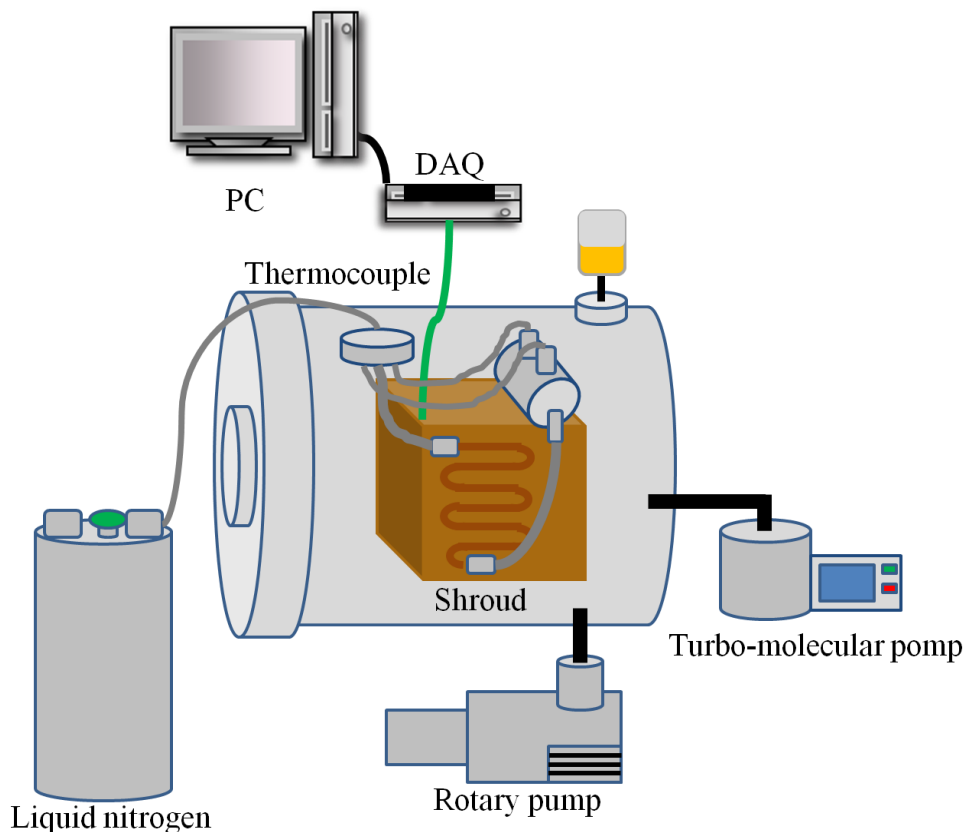 DAQ
PC
Thermocouple
Shroud
Turbo-molecular pomp
Rotary pump
Liquid nitrogen